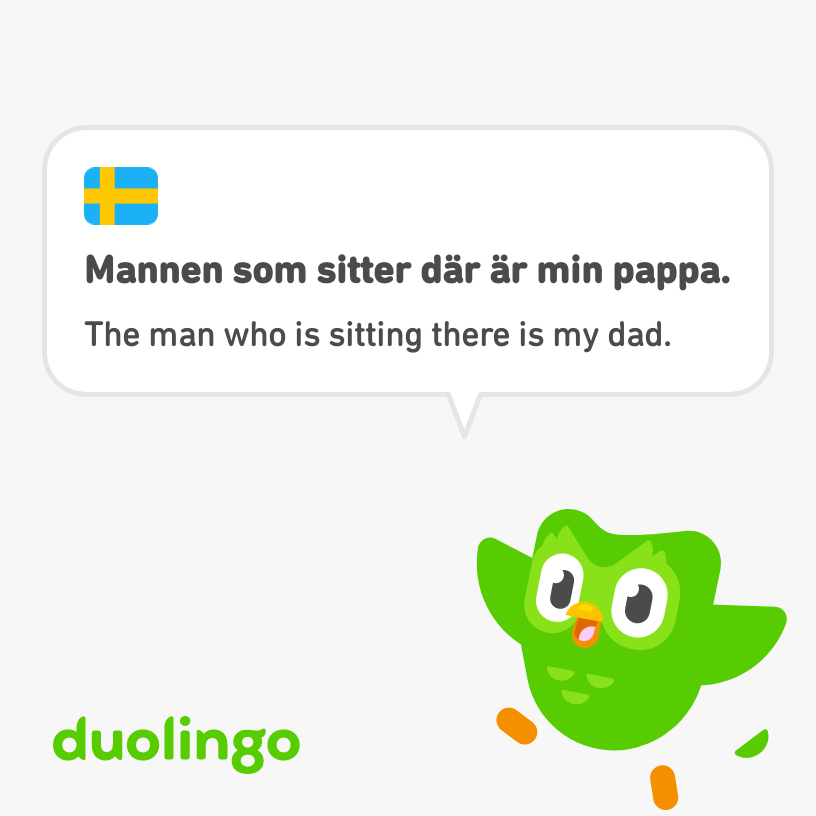 Mannen som sitter där är min pappa.
The man who is sitting there is my dad.
duolingo